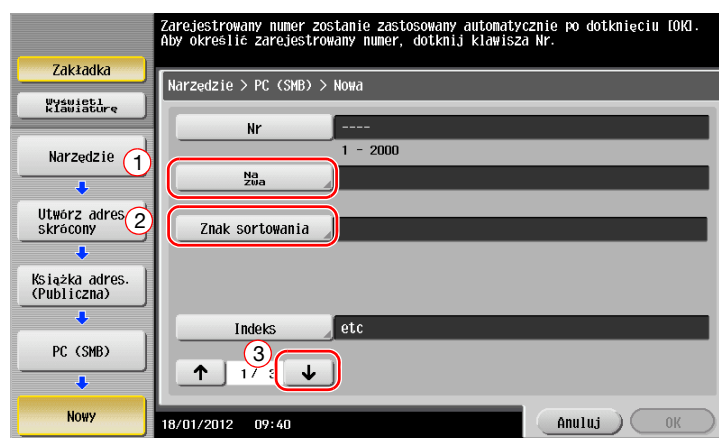 Zarejestrowany numer zostanie zastosowany automatycznie po dotknięciu [OK].
Aby określić zarejestrowany numer, dotknij klawisza Nr.
Zakładka
Wyświetl
klawiaturę
Narzędzie
1
Utwórz adres
skrócony
2
Książka adres.
(Publiczna)
PC (SMB)
Nowy
Narzędzie > PC (SMB) > Nowa
Nr
----
1 - 2000
Na
zwa
Znak sortowania
Indeks
etc
3
↑ 1/ 3 ↓
18/01/2012 09:40
Anuluj
OK